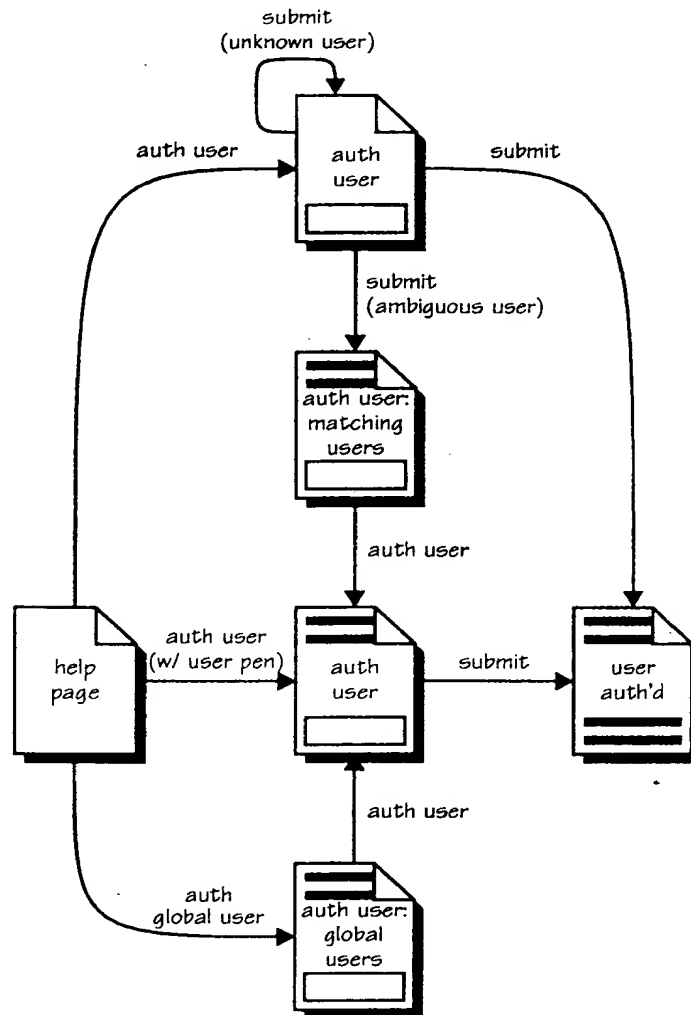 submit
(unknown user)
auth user
auth
user
submit
submit
(ambiguous user)
auth user:
matching
users
auth user
help
page
auth user
(w/ user pen)
auth
user
submit
user
auth'd
auth user
auth
global user
auth user:
global
users